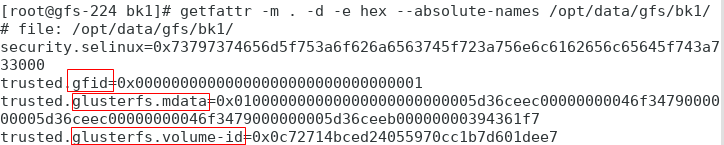 [root@gfs-224 bk1]# getfattr -m . -d -e hex --absolute-names /opt/data/gfs/bk1/
# file: /opt/data/gfs/bk1/
security.selinux=0x73797374656d5f753a6f626a6563745f723a756e6c6162656c65645f743a7
33000
trusted.gfid=0x00000000000000000000000000000001
trusted.glusterfs.mdata=0x010000000000000000000000005d36ceec00000000046f34790000
00005d36ceec00000000046f3479000000005d36ceeb00000000394361f7
trusted.glusterfs.volume-id=0x0c72714bced24055970cc1b7d601dee7